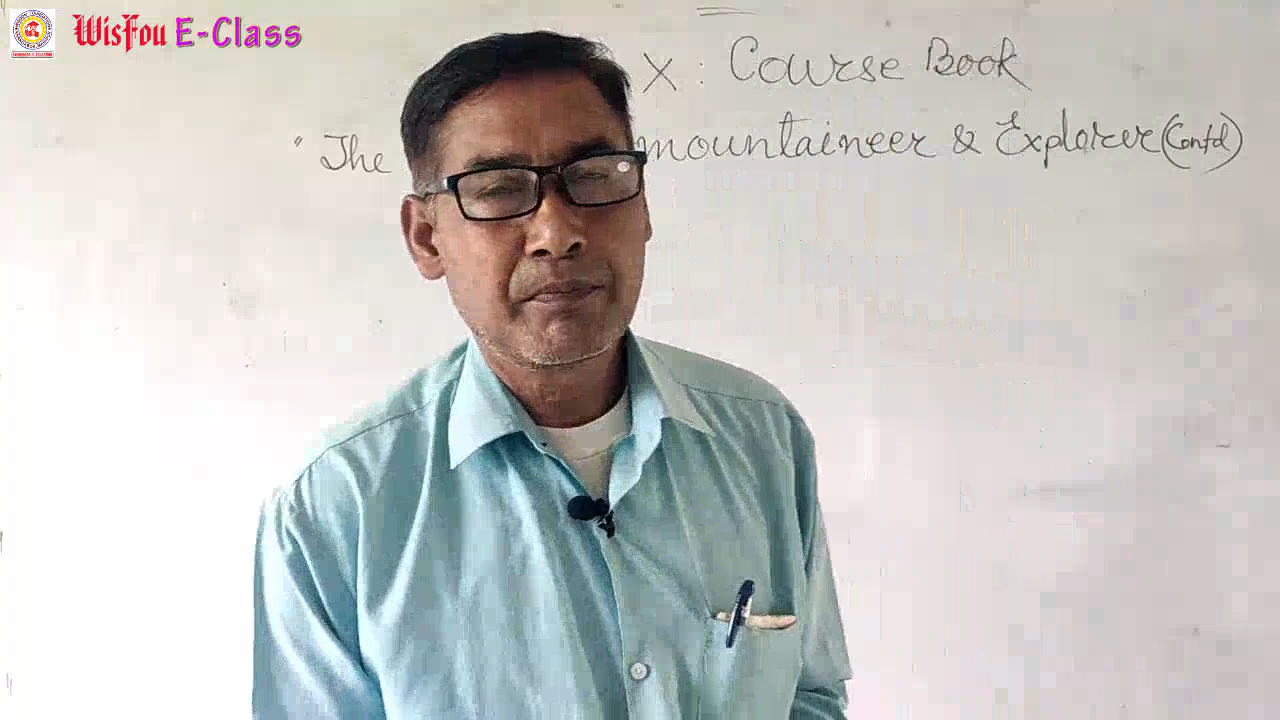 WisFou E-Class
X : Course Book
"The mountaineer & Explorer (Contd)